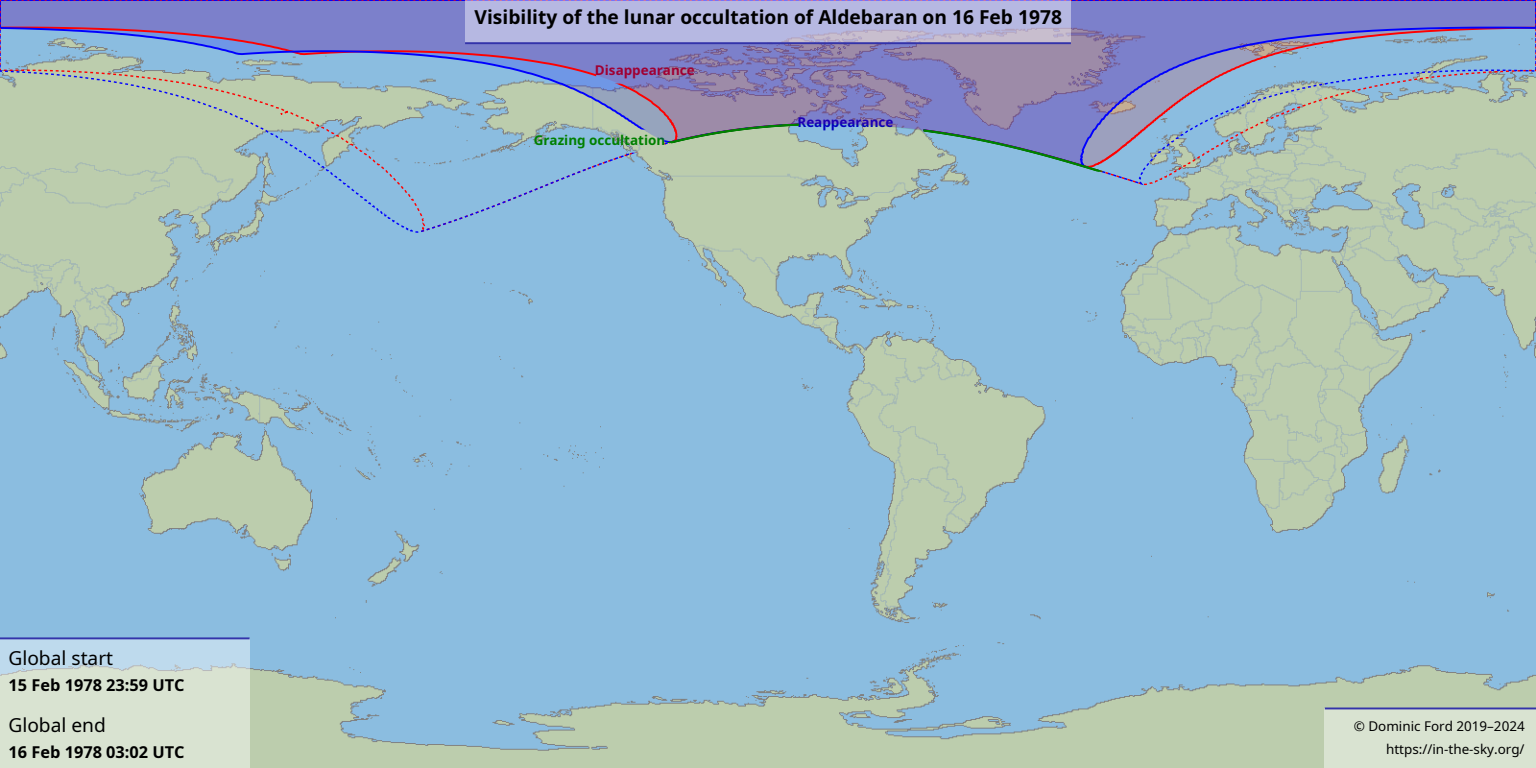 Visibility of the lunar occultation of Aldebaran on 16 Feb 1978
Disappearance
Reappearance
Grazing occultation
Global start
15 Feb 1978 23:59 UTC
Global end
16 Feb 1978 03:02 UTC
© Dominic Ford 2019–2024
https://in-the-sky.org/